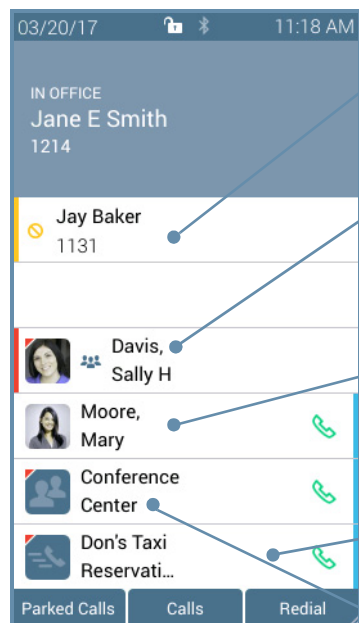 03/20/17 11:18 AM
IN OFFICE
Jane E Smith
1214
Jay Baker
1131
Davis,
Sally H
Moore,
Mary
Conference
Center
Don's Taxi
Reservati...
Parked Calls Calls Redial